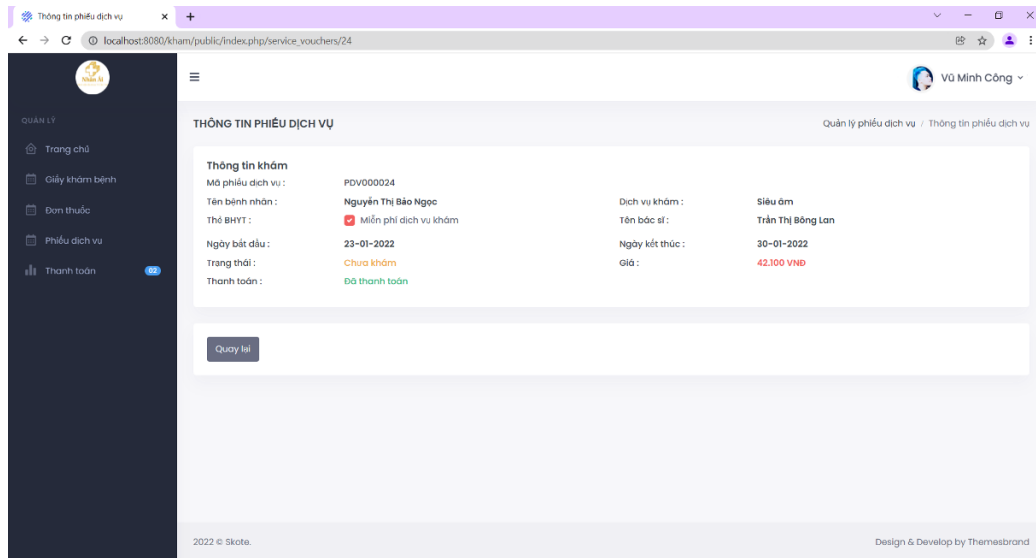 Thông tin phiếu dịch vụ
localhost:8080/kham/public/index.php/service_vouchers/24
Nhân Ái
Vũ Minh Công
QUẢN LÝ
Trang chủ
Giấy khám bệnh
Đơn thuốc
Phiếu dịch vụ
Thanh toán 02
THÔNG TIN PHIẾU DỊCH VỤ
Quản lý phiếu dịch vụ / Thông tin phiếu dịch vụ
Thông tin khám
Mã phiếu dịch vụ : PDV000024
Tên bệnh nhân : Nguyễn Thị Bảo Ngọc Dịch vụ khám : Siêu âm
Thẻ BHYT : Miễn phí dịch vụ khám Tên bác sĩ : Trần Thị Bông Lan
Ngày bắt đầu : 23-01-2022 Ngày kết thúc : 30-01-2022
Trạng thái : Chưa khám Giá : 42.100 VNĐ
Thanh toán : Đã thanh toán
Quay lại
2022 © Skote. Design & Develop by Themesbrand